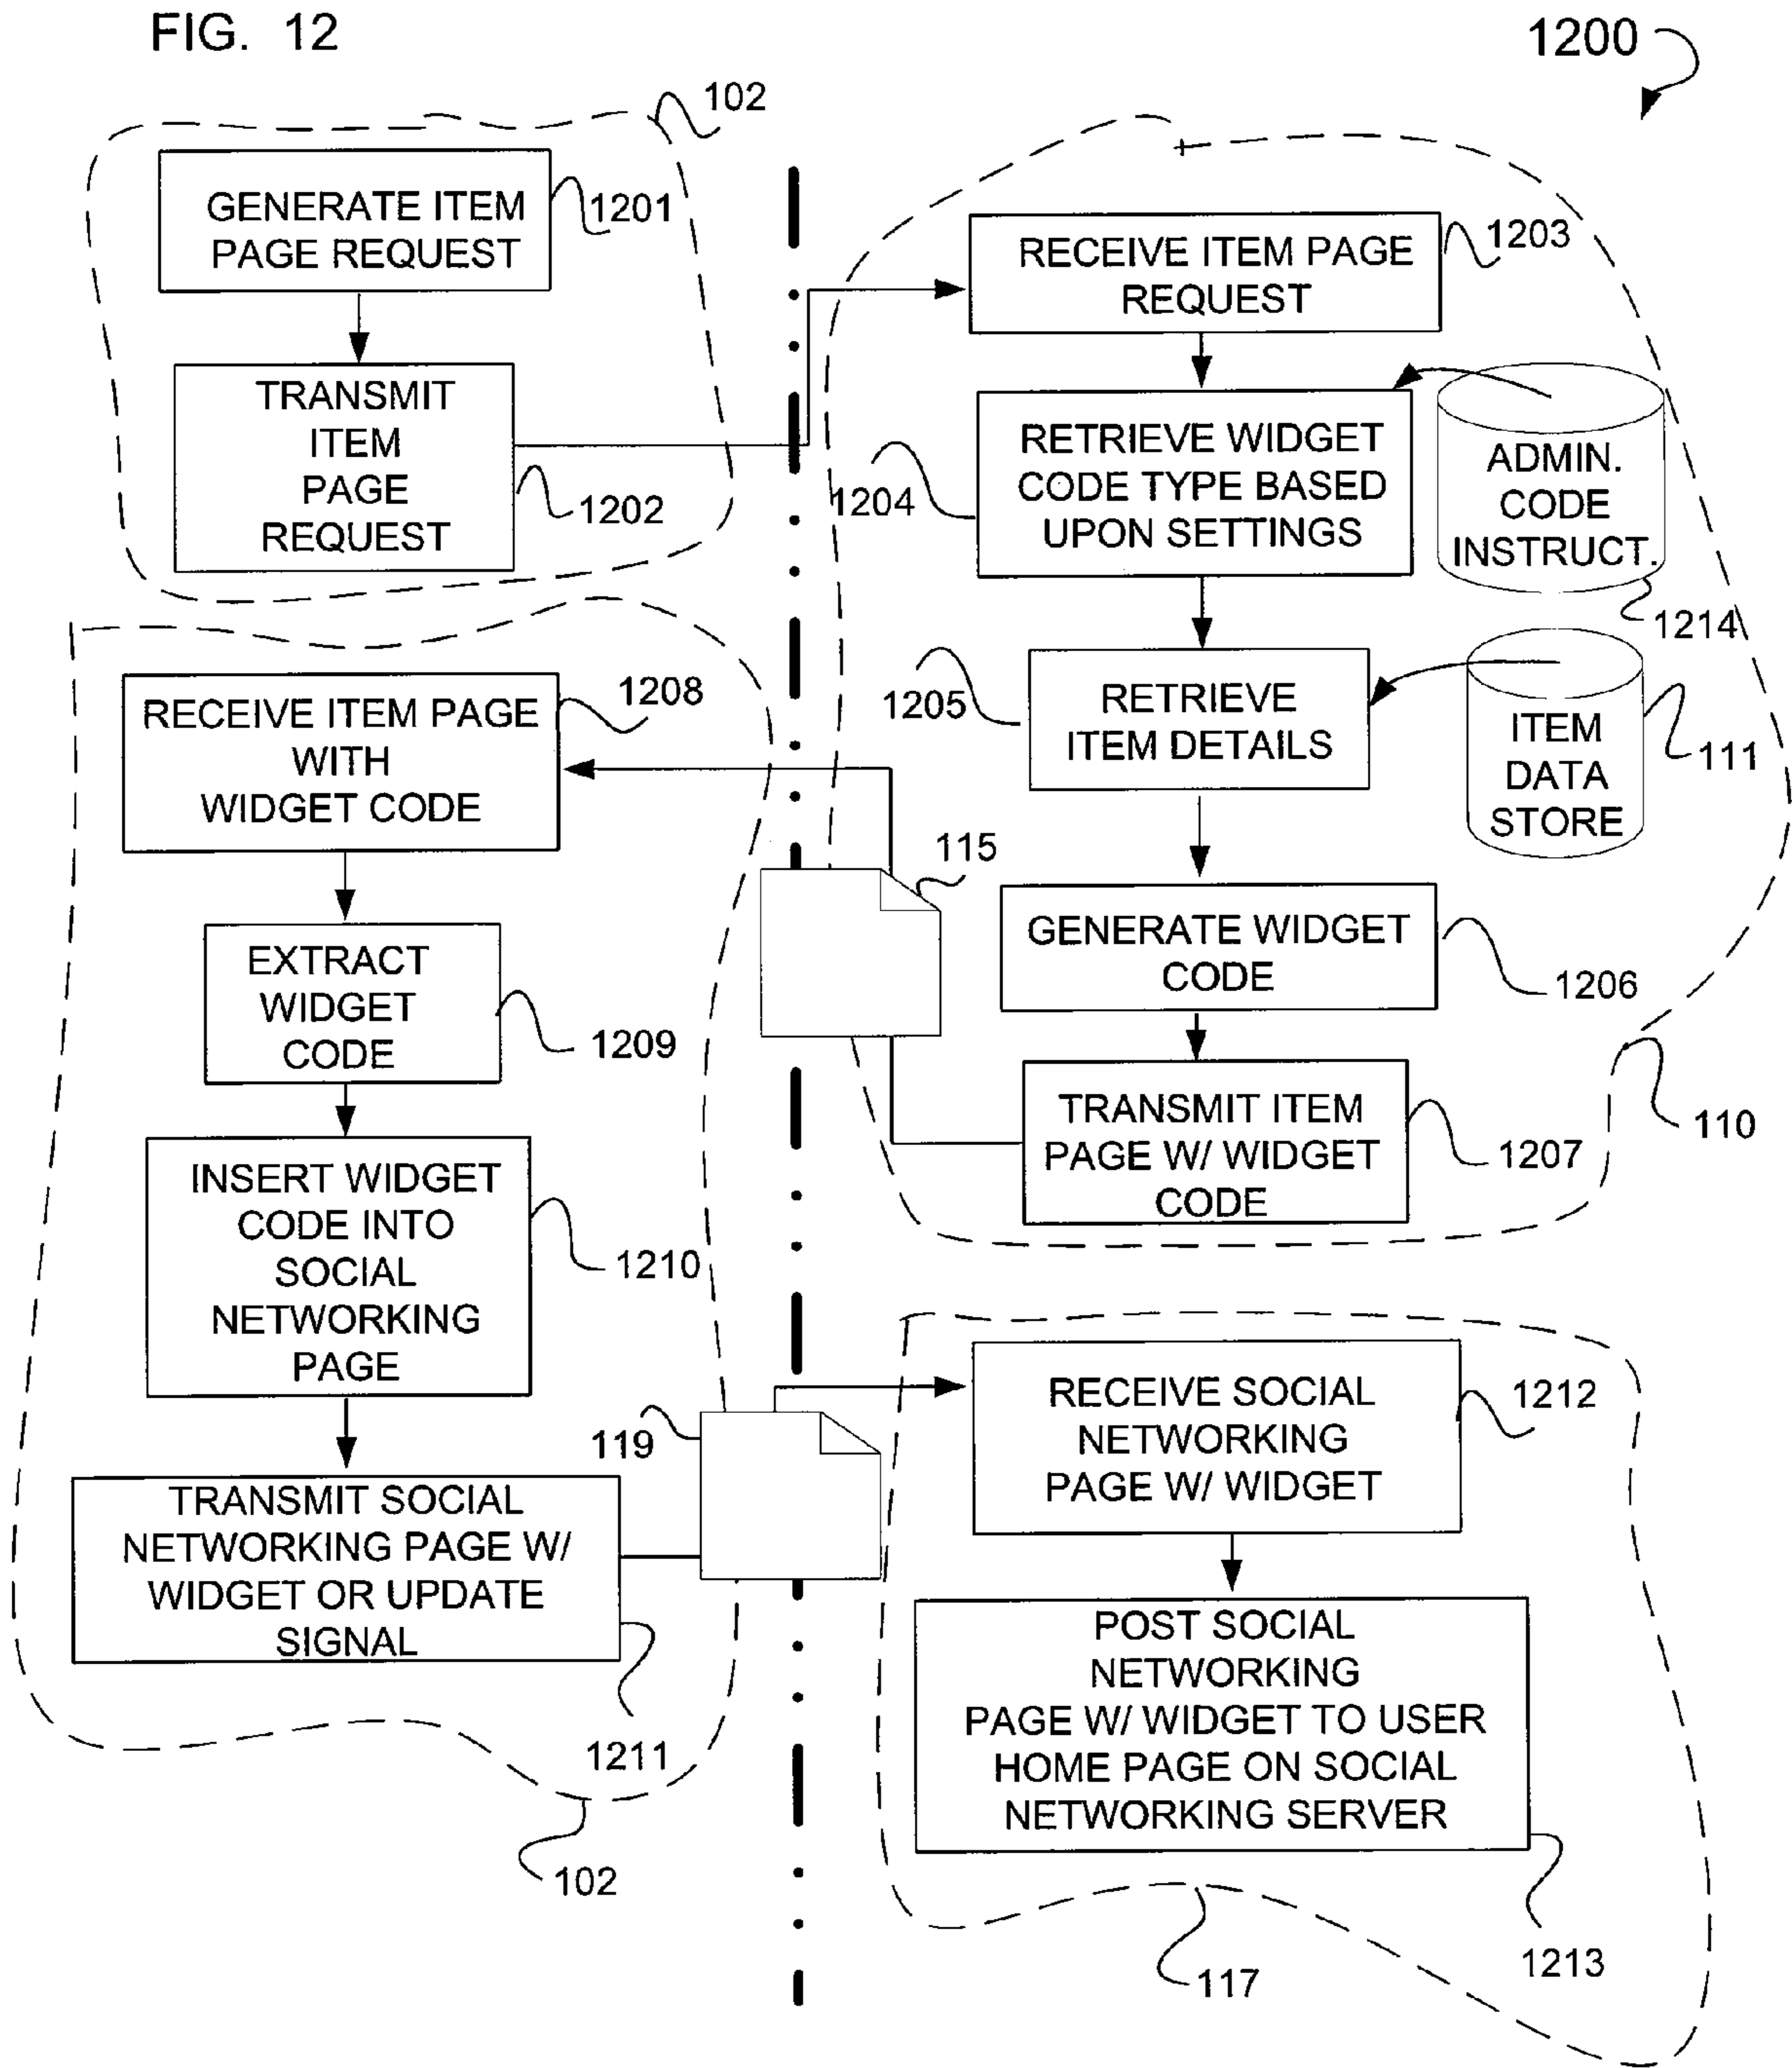 FIG. 12
1200
102
GENERATE ITEM
PAGE REQUEST
1201
TRANSMIT
ITEM
PAGE
REQUEST
1202
RECEIVE ITEM PAGE
REQUEST
1203
RETRIEVE WIDGET
CODE TYPE BASED
UPON SETTINGS
1204
ADMIN.
CODE
INSTRUCT.
1214
RETRIEVE
ITEM DETAILS
1205
ITEM
DATA
STORE
111
GENERATE WIDGET
CODE
1206
TRANSMIT ITEM
PAGE W/ WIDGET
CODE
1207
110
115
RECEIVE ITEM PAGE
WITH
WIDGET CODE
1208
EXTRACT
WIDGET
CODE
1209
INSERT WIDGET
CODE INTO
SOCIAL
NETWORKING
PAGE
1210
TRANSMIT SOCIAL
NETWORKING PAGE W/
WIDGET OR UPDATE
SIGNAL
1211
102
119
RECEIVE SOCIAL
NETWORKING
PAGE W/ WIDGET
1212
POST SOCIAL
NETWORKING
PAGE W/ WIDGET TO USER
HOME PAGE ON SOCIAL
NETWORKING SERVER
1213
117